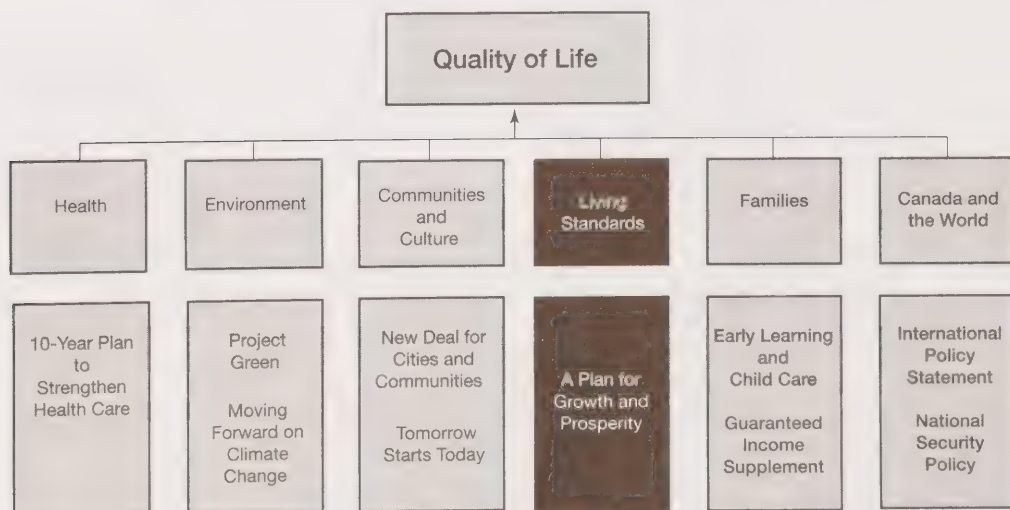 Quality of Life
Health
Environment
Communities
and
Culture
Living
Standards
Families
Canada and
the World
10-Year Plan
to
Strengthen
Health Care
Project
Green
Moving
Forward on
Climate
Change
New Deal for
Cities and
Communities
Tomorrow
Starts Today
A Plan for
Growth and
Prosperity
Early Learning
and
Child Care
Guaranteed
Income
Supplement
International
Policy
Statement
National
Security
Policy